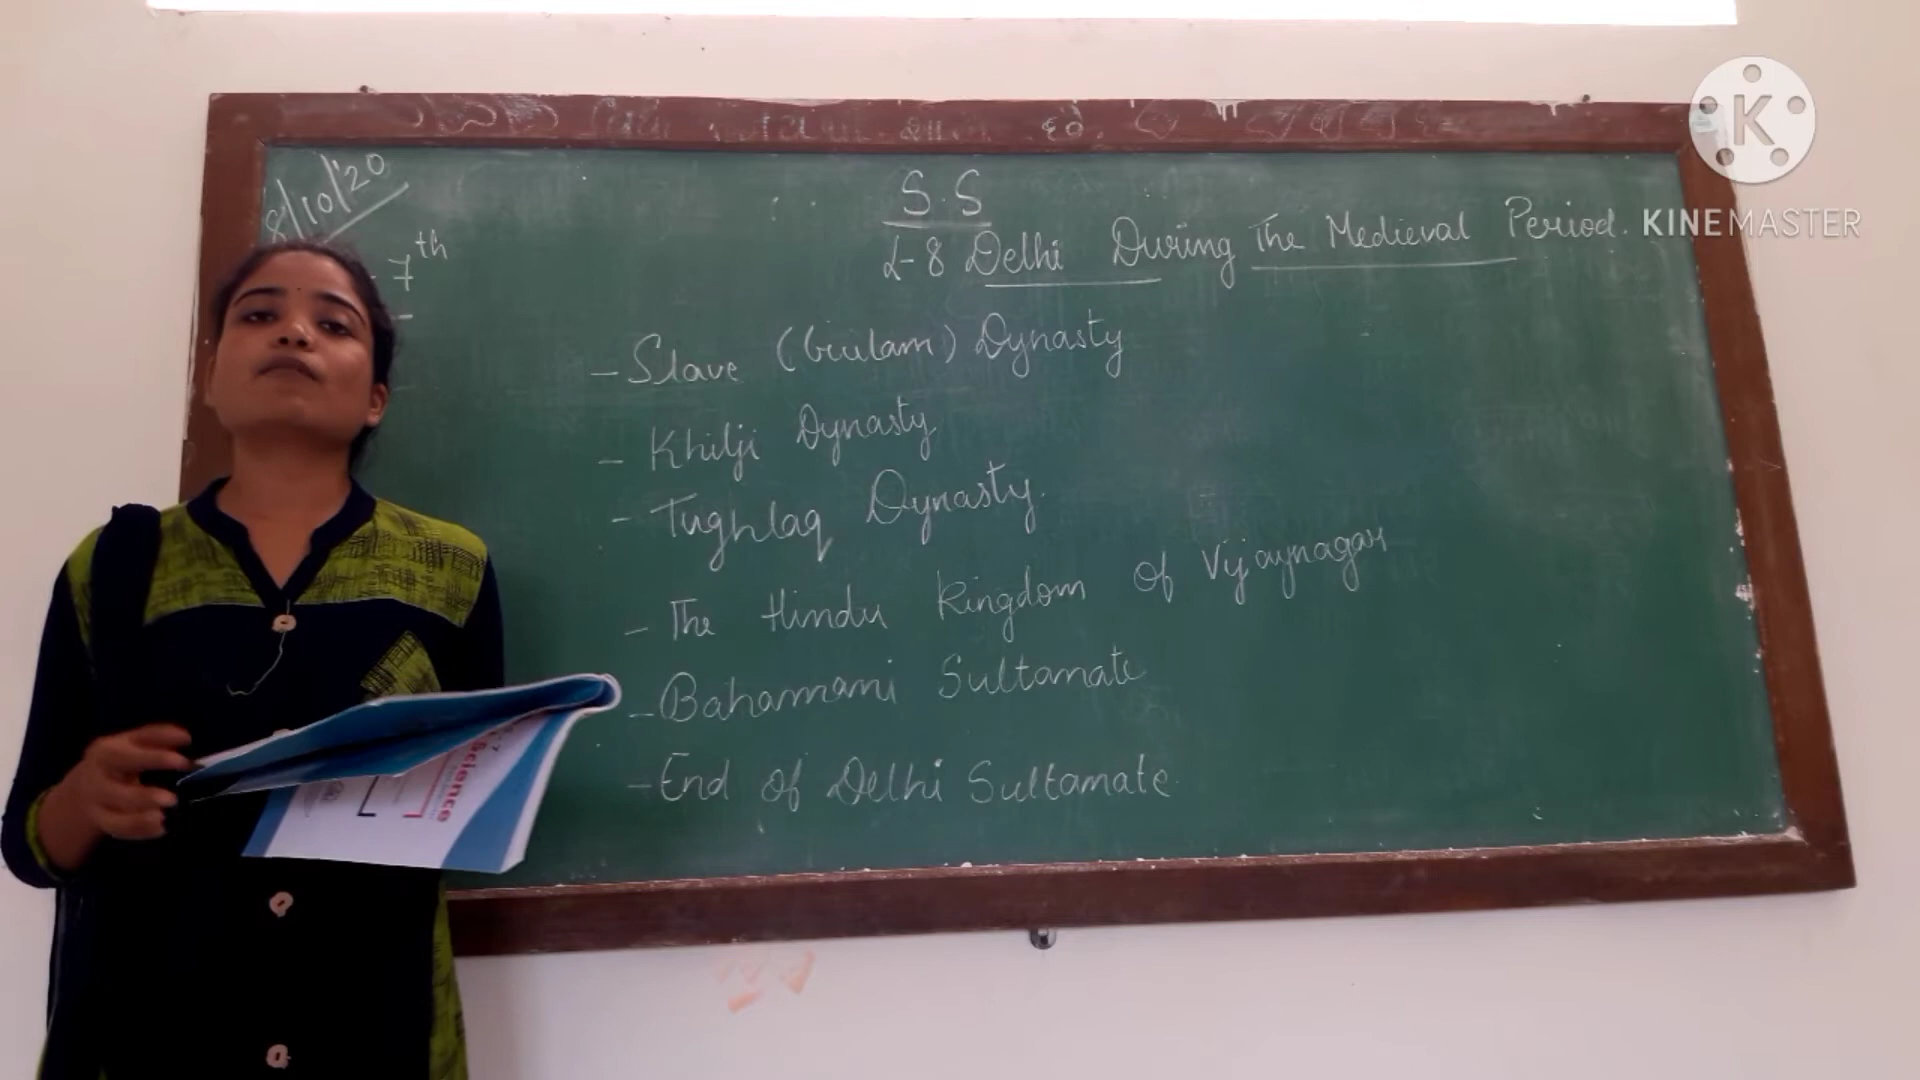 8/10/'20
S.S
7th
L-8 Delhi During The Medieval Period.
KINEMASTER
K
- Slave (Gulam) Dynasty
- Khilji Dynasty
- Tughlaq Dynasty.
- The Hindu Kingdom of Vijaynagar
- Bahamani Sultanate
- End of Delhi Sultanate.
Science